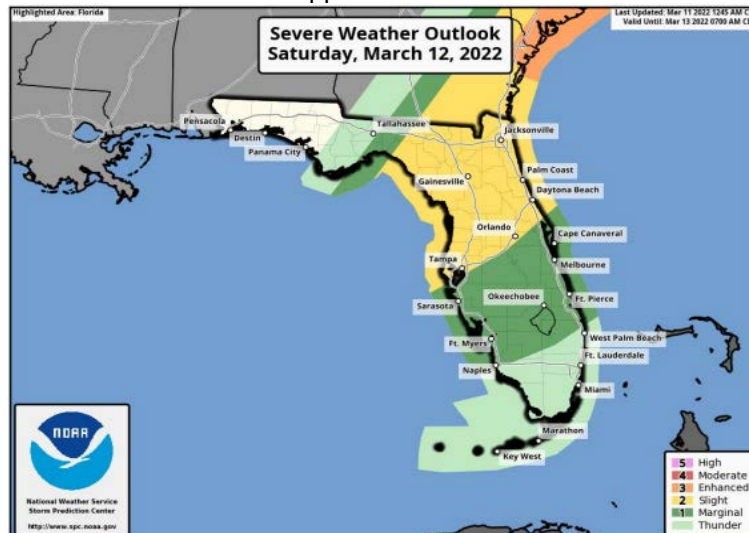 Highlighted Area: Florida
Severe Weather Outlook
Saturday, March 12, 2022
Last Updated: Mar 11 2022 1245 AM
Valid Until: Mar 13 2022 0700 AM
Pensacola
Destin
Panama City
Tallahassee
Jacksonville
Gainesville
Palm Coast
Daytona Beach
Orlando
Cape Canaveral
Tampa
Melbourne
Sarasota
Okeechobee
Ft. Pierce
Ft. Myers
West Palm Beach
Naples
Ft. Lauderdale
Miami
Marathon
Key West
NOAA
National Weather Service
Storm Prediction Center
http://www.spc.noaa.gov
5 High
4 Moderate
3 Enhanced
2 Slight
1 Marginal
Thunder